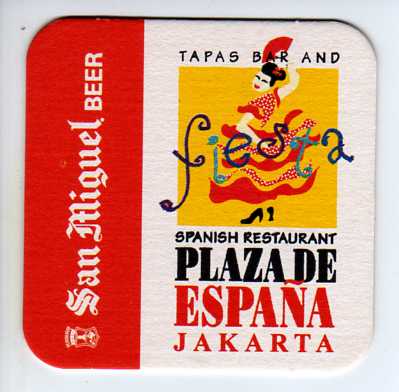 San Miguel BEER
TAPAS BAR AND
fiesta
SPANISH RESTAURANT
PLAZA DE
ESPAÑA
JAKARTA